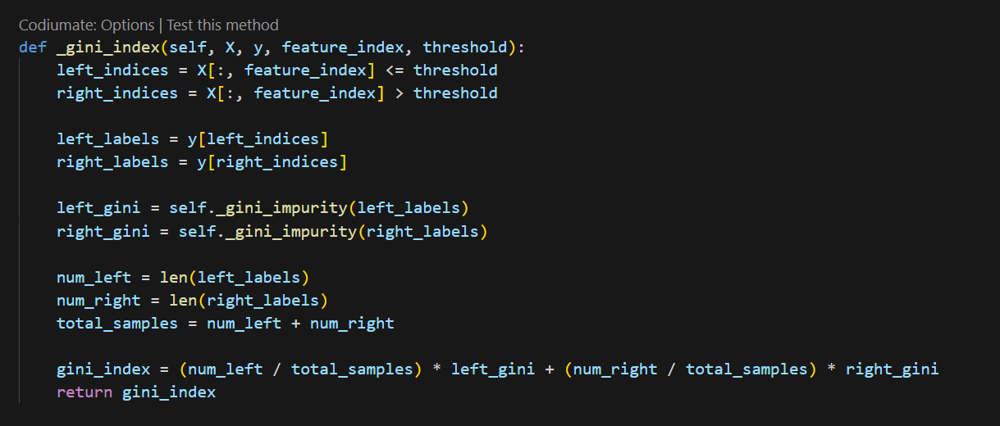 Codiumate: Options | Test this method
def _gini_index(self, X, y, feature_index, threshold):
    left_indices = X[:, feature_index] <= threshold
    right_indices = X[:, feature_index] > threshold

    left_labels = y[left_indices]
    right_labels = y[right_indices]

    left_gini = self._gini_impurity(left_labels)
    right_gini = self._gini_impurity(right_labels)

    num_left = len(left_labels)
    num_right = len(right_labels)
    total_samples = num_left + num_right

    gini_index = (num_left / total_samples) * left_gini + (num_right / total_samples) * right_gini
    return gini_index